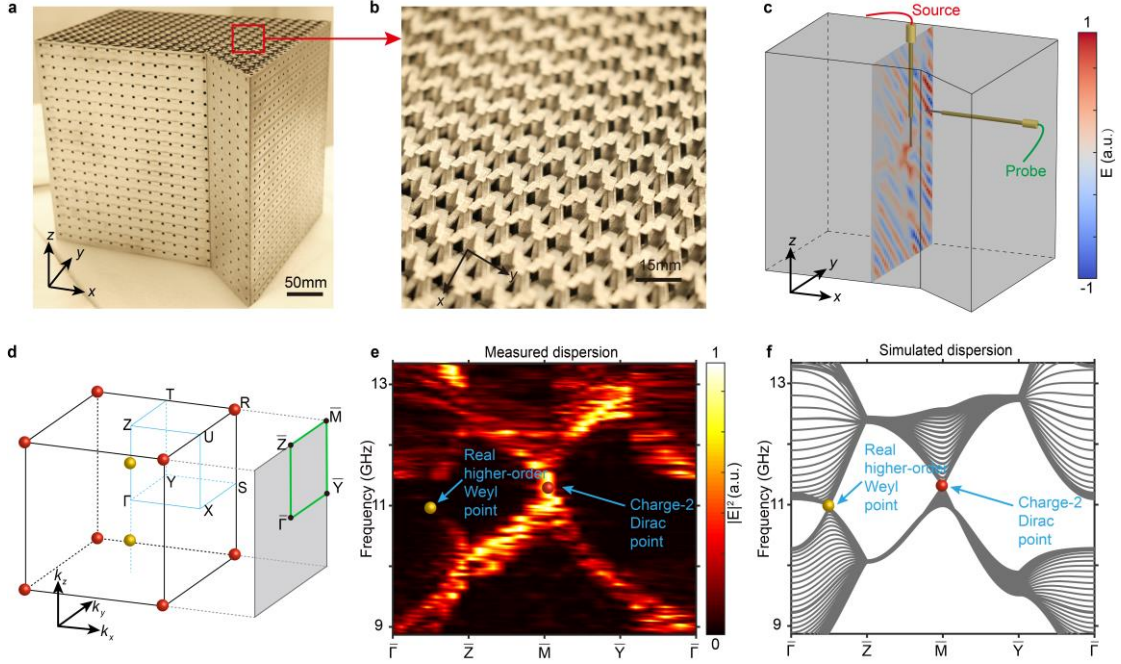 a
z
y
x
50mm
b
x
y
15mm
c
Source
Probe
z
y
x
1
E (a.u.)
-1
d
T
R
Z
U
M̅
Z̅
Γ
Y
S
X
Y̅
Γ̅
k_z
k_y
k_x
e
Measured dispersion
13
11
9
Frequency (GHz)
Real
higher-order
Weyl
point
Charge-2
Dirac
point
Γ̅
Z̅
M̅
Y̅
Γ̅
1
|E|² (a.u.)
0
f
Simulated dispersion
13
11
9
Frequency (GHz)
Real
higher-order
Weyl
point
Charge-2
Dirac
point
Γ̅
Z̅
M̅
Y̅
Γ̅